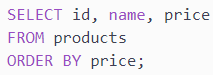 SELECT id, name, price
FROM products
ORDER BY price;